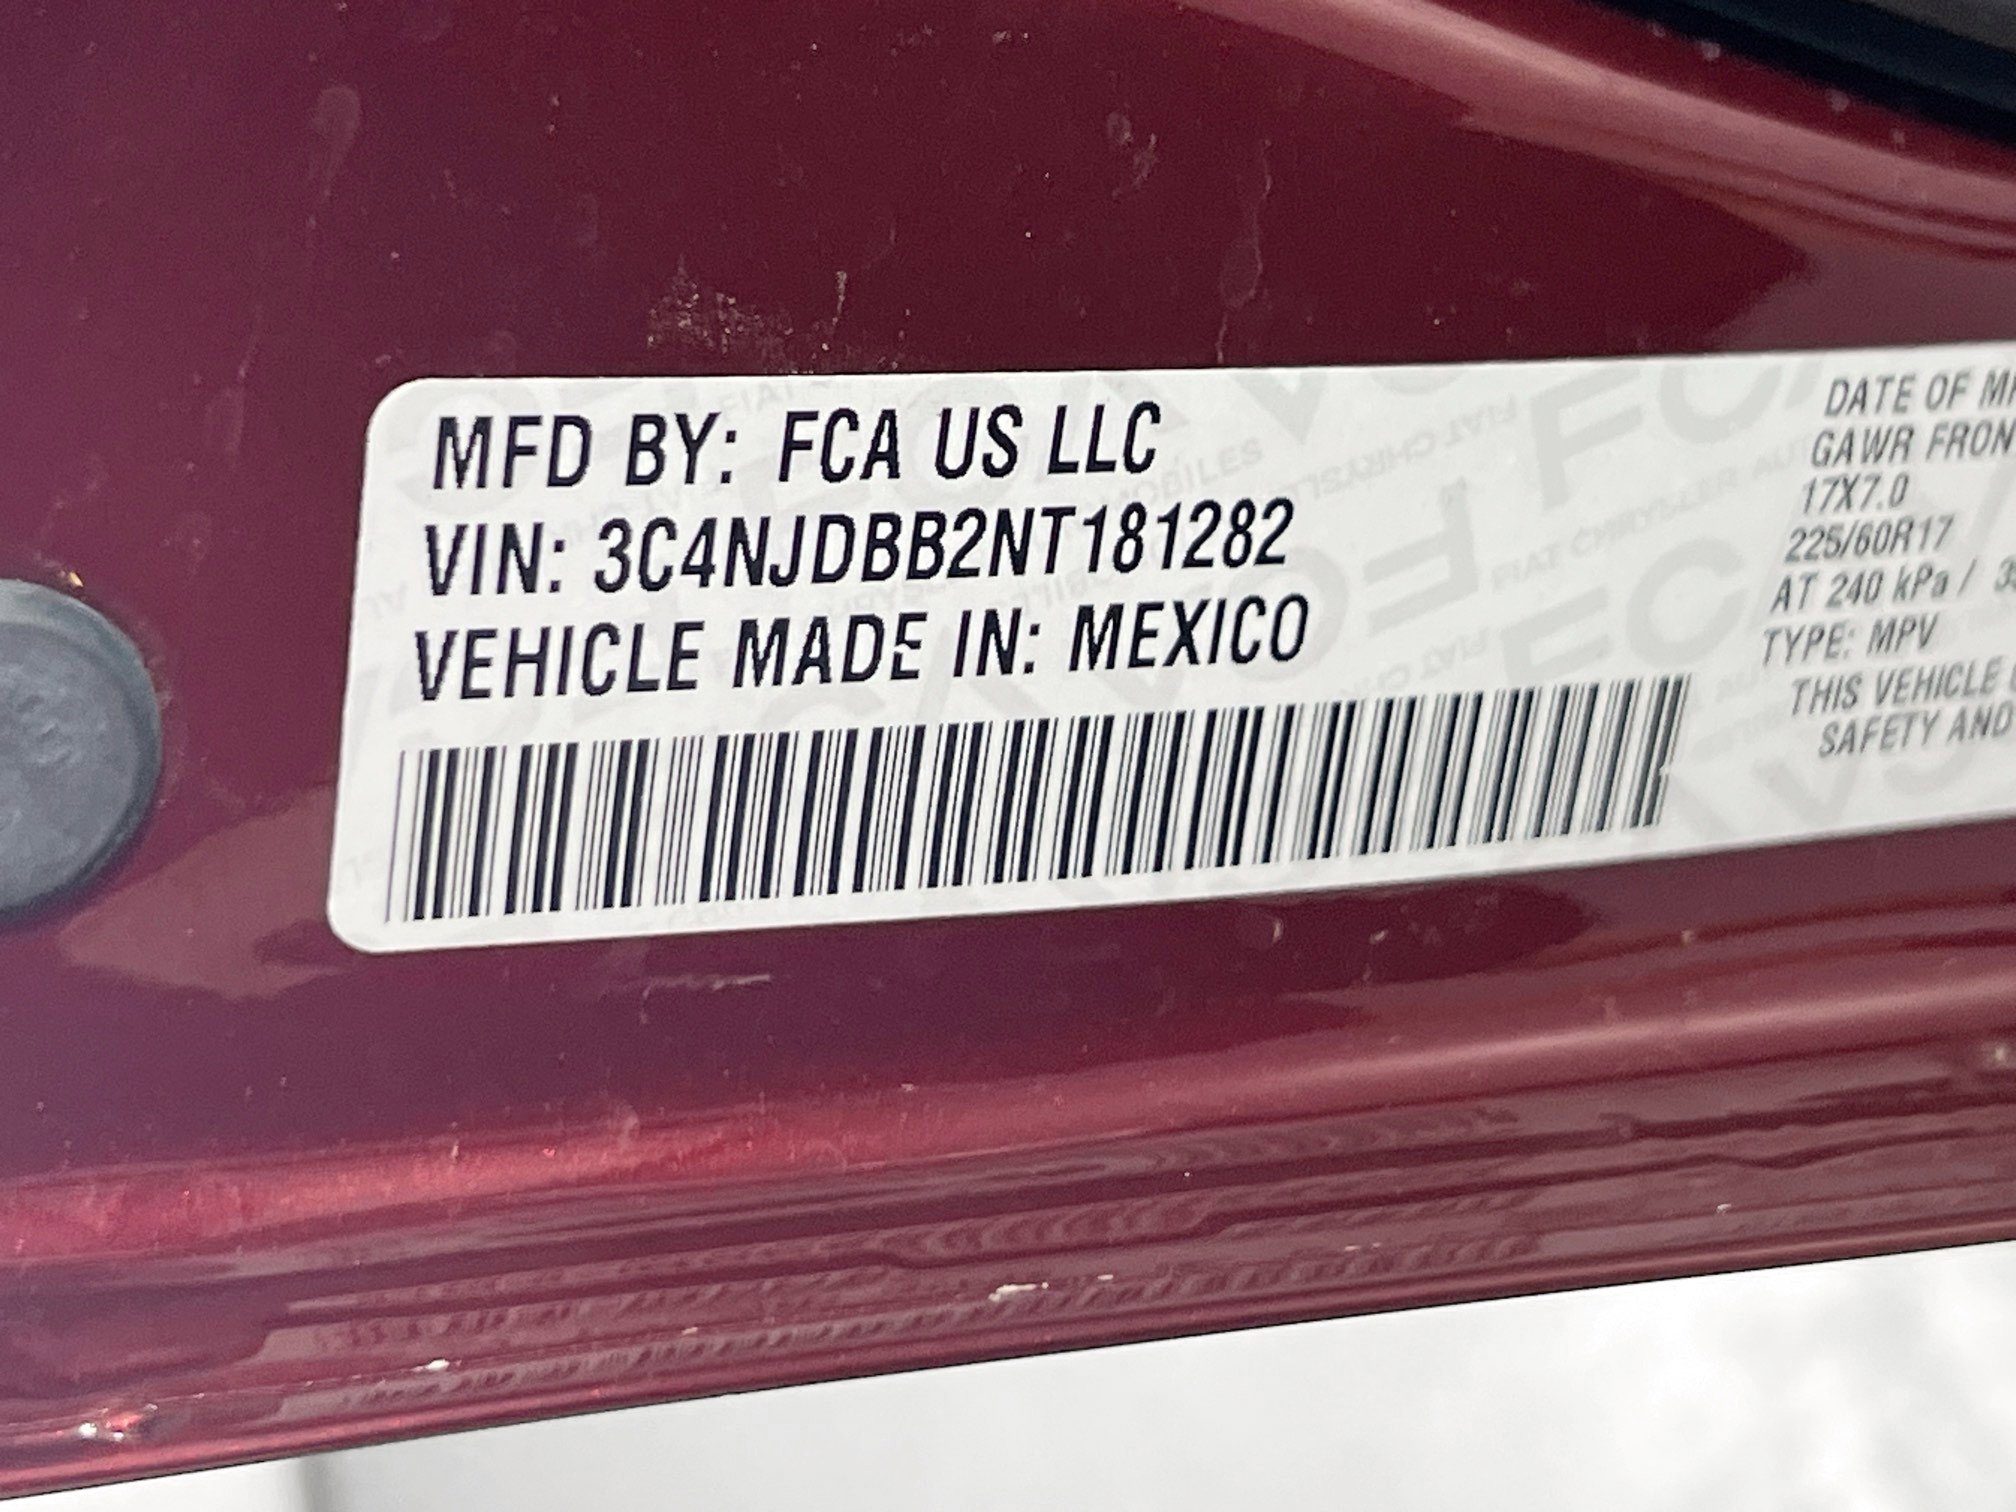 MFD BY: FCA US LLC
VIN: 3C4NJDBB2NT181282
VEHICLE MADE IN: MEXICO
DATE OF
GAWR FRON
17X7.0
225/60R17
AT 240 kPa /
TYPE: MPV
THIS VEHICLE
SAFETY AND